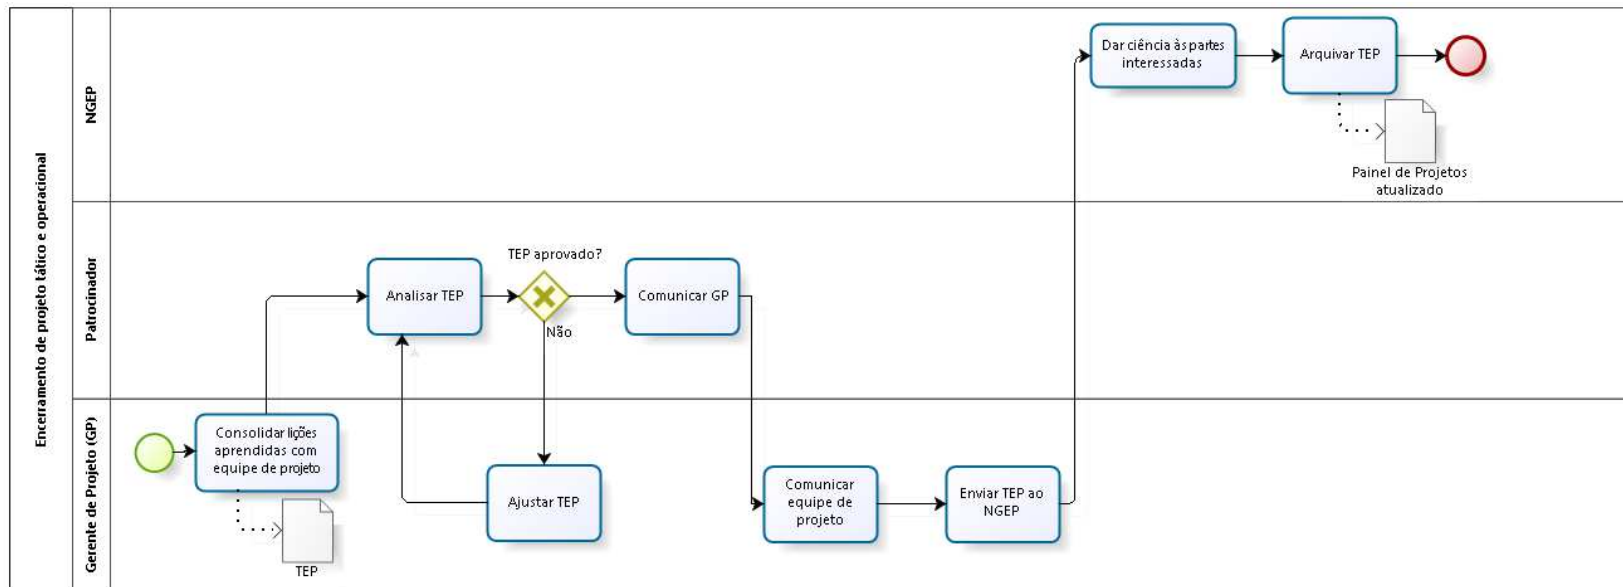 Encerramento de projeto tático e operacional
NGEP
Dar ciência às partes
interessadas
Arquivar TEP
Painel de Projetos
atualizado
Patrocinador
Analisar TEP
TEP aprovado?
Não
Comunicar GP
Gerente de Projeto (GP)
Consolidar lições
aprendidas com
equipe de projeto
TEP
Ajustar TEP
Comunicar
equipe de
projeto
Enviar TEP ao
NGEP